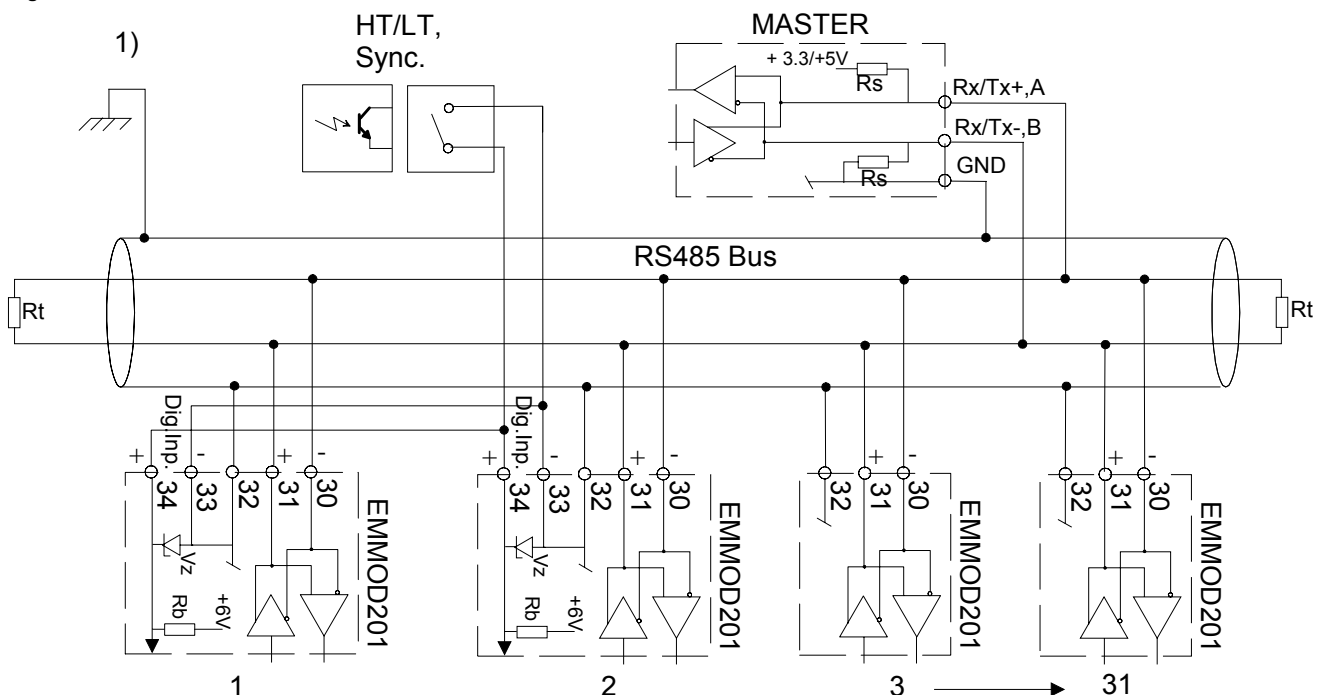 1)
HT/LT,
Sync.
MASTER
+ 3.3/+5V
Rs
Rx/Tx+,A
Rx/Tx-,B
GND
Rs
RS485 Bus
Rt
Rt
Dig.Inp.
+
-
+
-
34
33
32
31
30
Vz
Rb
+6V
EMMOD201
1
Dig.Inp.
+
-
+
-
34
33
32
31
30
Vz
Rb
+6V
EMMOD201
2
+
-
32
31
30
EMMOD201
3
+
-
32
31
30
EMMOD201
31